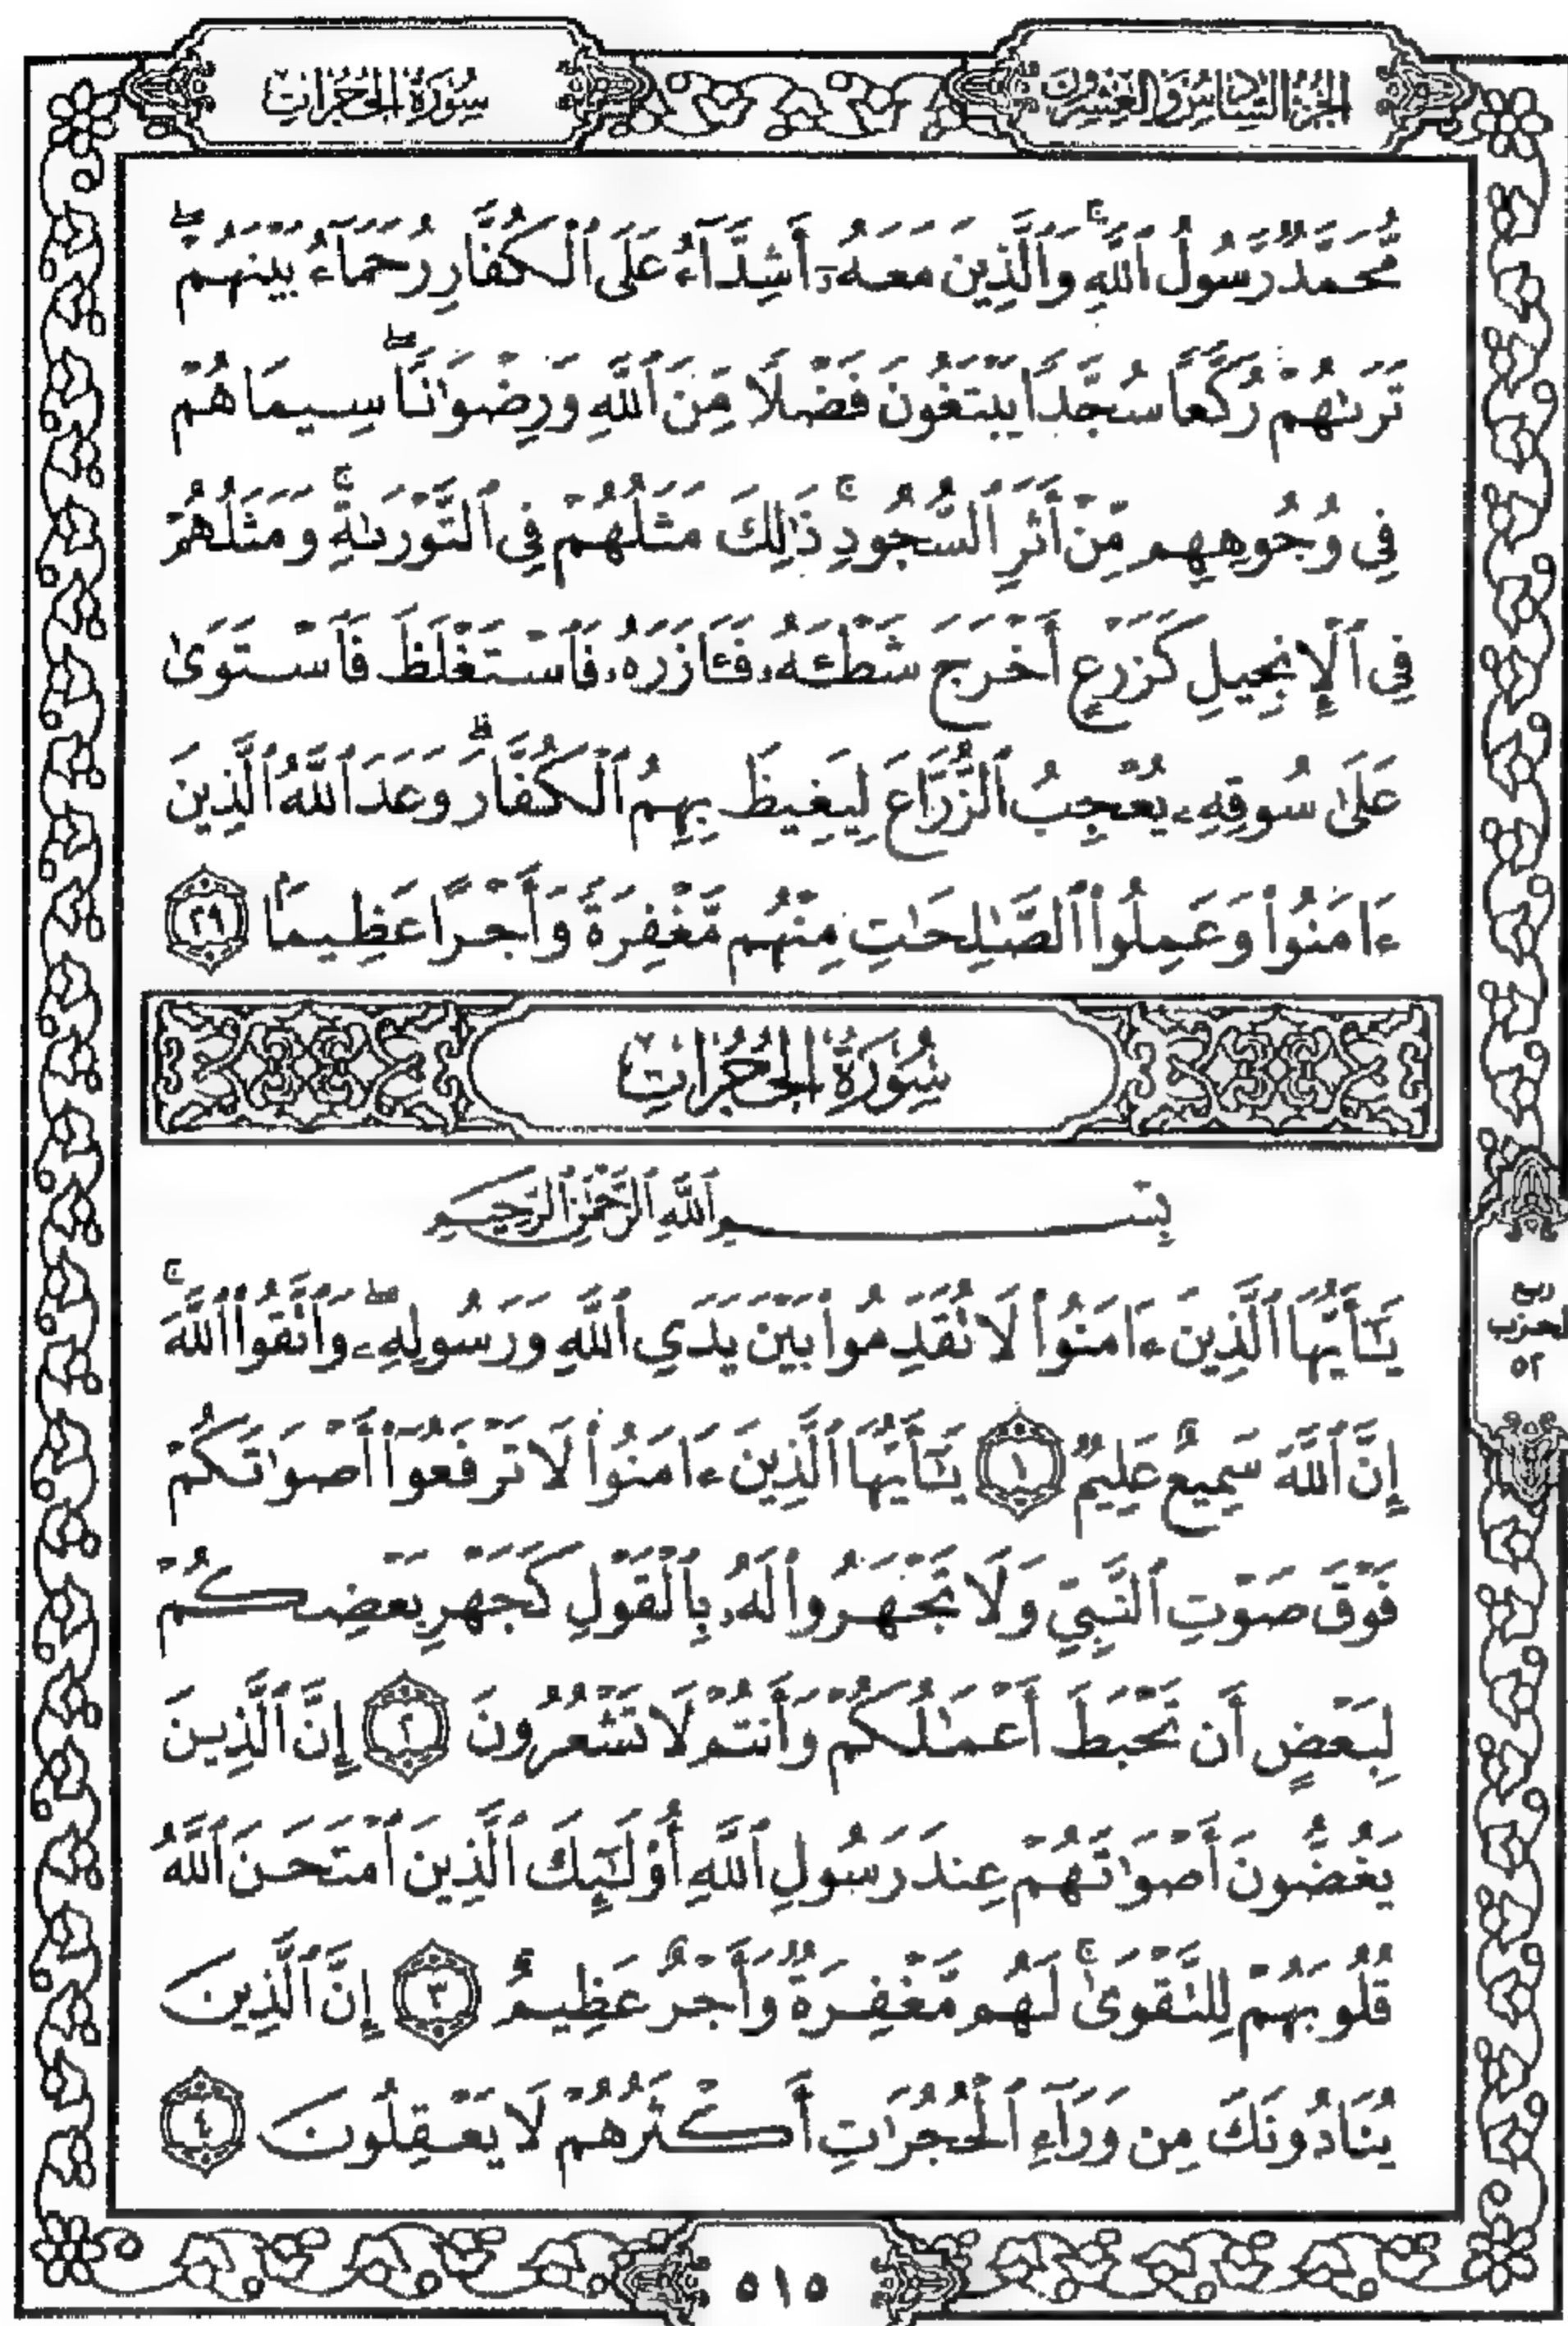 الجزء السادس والعشرون
سورة الحجرات
مُّحَمَّدٌ رَّسُولُ ٱللَّهِ ۚ وَٱلَّذِينَ مَعَهُۥٓ أَشِدَّآءُ عَلَى ٱلْكُفَّارِ رُحَمَآءُ بَيْنَهُمْ ۖ
تَرَىٰهُمْ رُكَّعًا سُجَّدًا يَبْتَغُونَ فَضْلًا مِّنَ ٱللَّهِ وَرِضْوَٰنًا ۖ سِيمَاهُمْ
فِى وُجُوهِهِم مِّنْ أَثَرِ ٱلسُّجُودِ ۚ ذَٰلِكَ مَثَلُهُمْ فِى ٱلتَّوْرَىٰةِ ۚ وَمَثَلُهُمْ
فِى ٱلْإِنجِيلِ كَزَرْعٍ أَخْرَجَ شَطْـَٔهُۥ فَـَٔازَرَهُۥ فَٱسْتَغْلَظَ فَٱسْتَوَىٰ
عَلَىٰ سُوقِهِۦ يُعْجِبُ ٱلزُّرَّاعَ لِيَغِيظَ بِهِمُ ٱلْكُفَّارَ ۗ وَعَدَ ٱللَّهُ ٱلَّذِينَ
ءَامَنُوا۟ وَعَمِلُوا۟ ٱلصَّـٰلِحَـٰتِ مِنْهُم مَّغْفِرَةً وَأَجْرًا عَظِيمًۢا ٢٩
سُورَةُ الحُجُرَاتِ
بِسْمِ ٱللَّهِ ٱلرَّحْمَـٰنِ ٱلرَّحِيمِ
يَـٰٓأَيُّهَا ٱلَّذِينَ ءَامَنُوا۟ لَا تُقَدِّمُوا۟ بَيْنَ يَدَىِ ٱللَّهِ وَرَسُولِهِۦ ۖ وَٱتَّقُوا۟ ٱللَّهَ ۚ
إِنَّ ٱللَّهَ سَمِيعٌ عَلِيمٌ ١ يَـٰٓأَيُّهَا ٱلَّذِينَ ءَامَنُوا۟ لَا تَرْفَعُوٓا۟ أَصْوَٰتَكُمْ
فَوْقَ صَوْتِ ٱلنَّبِىِّ وَلَا تَجْهَرُوا۟ لَهُۥ بِٱلْقَوْلِ كَجَهْرِ بَعْضِكُمْ
لِبَعْضٍ أَن تَحْبَطَ أَعْمَـٰلُكُمْ وَأَنتُمْ لَا تَشْعُرُونَ ٢ إِنَّ ٱلَّذِينَ
يَغُضُّونَ أَصْوَٰتَهُمْ عِندَ رَسُولِ ٱللَّهِ أُو۟لَـٰٓئِكَ ٱلَّذِينَ ٱمْتَحَنَ ٱللَّهُ
قُلُوبَهُمْ لِلتَّقْوَىٰ ۚ لَهُم مَّغْفِرَةٌ وَأَجْرٌ عَظِيمٌ ٣ إِنَّ ٱلَّذِينَ
يُنَادُونَكَ مِن وَرَآءِ ٱلْحُجُرَٰتِ أَكْثَرُهُمْ لَا يَعْقِلُونَ ٤
ربع
الحزب
٥٢
٥١٥